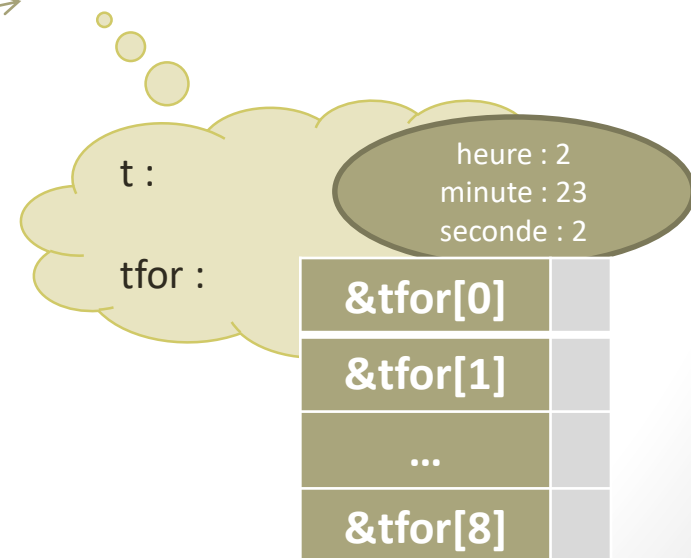 t :
heure : 2
minute : 23
seconde : 2
tfor :
&tfor[0]
&tfor[1]
…
&tfor[8]